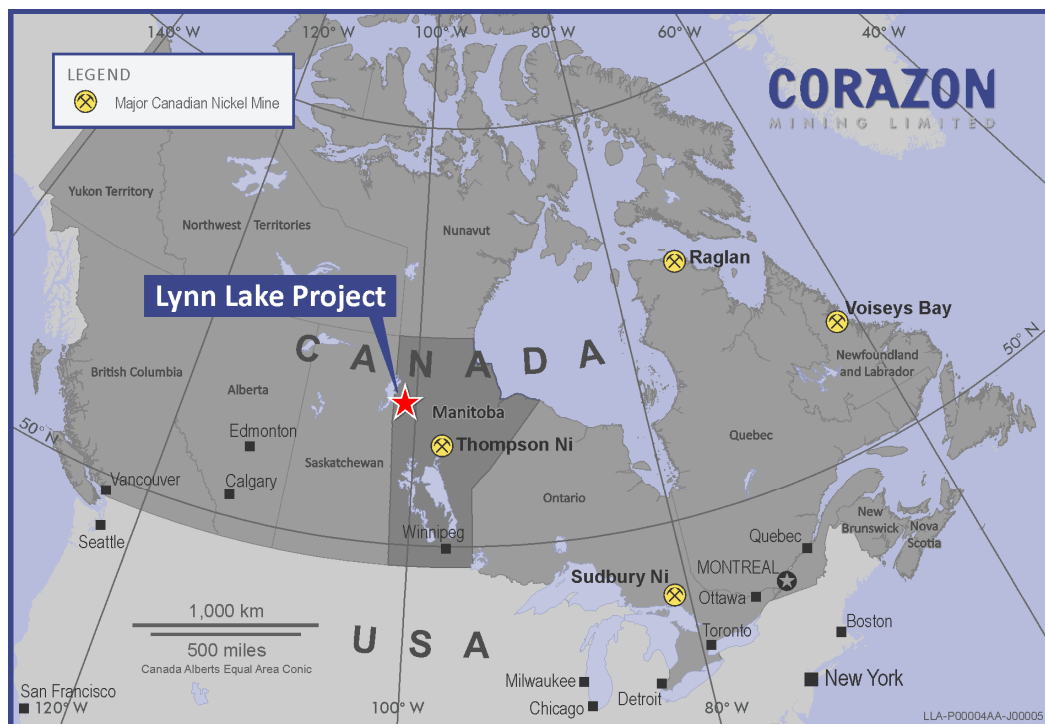 140° W
120° W
100° W
80° W
60° W
40° W
LEGEND
Major Canadian Nickel Mine
CORAZON
MINING LIMITED
Yukon Territory
Northwest Territories
Nunavut
Raglan
Lynn Lake Project
Voiseys Bay
50° N
CANADA
Newfoundland
and Labrador
British Columbia
Alberta
Manitoba
Edmonton
Thompson Ni
Quebec
50° N
Saskatchewan
Vancouver
Calgary
Ontario
Seattle
Winnipeg
New
Brunswick
Nova
Scotia
Quebec
MONTREAL
Sudbury Ni
Ottawa
1,000 km
500 miles
Canada Alberts Equal Area Conic
USA
Toronto
Boston
Milwaukee
Detroit
New York
San Francisco
120° W
100° W
Chicago
80° W
LLA-P00004AA-J00005